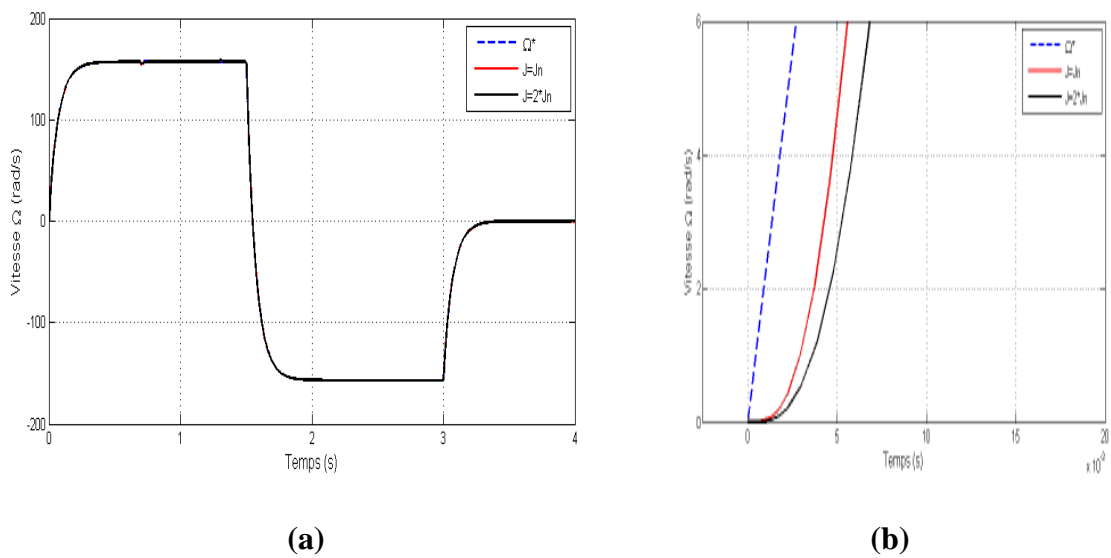 200
100
0
-100
-200
0
1
2
3
4
Vitesse Ω (rad/s)
Temps (s)
Ω*
J=Jn
J=2*Jn
(a)
6
4
2
0
0
5
10
15
20
Vitesse Ω (rad/s)
Temps (s)
Ω*
J=Jn
J=2*Jn
(b)